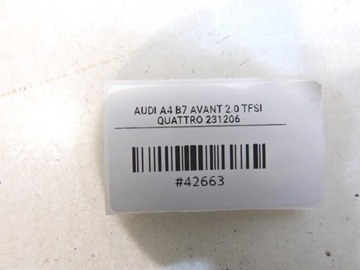 AUDI A4 B7 AVANT 2.0 TFSI
QUATTRO 231206
#42663